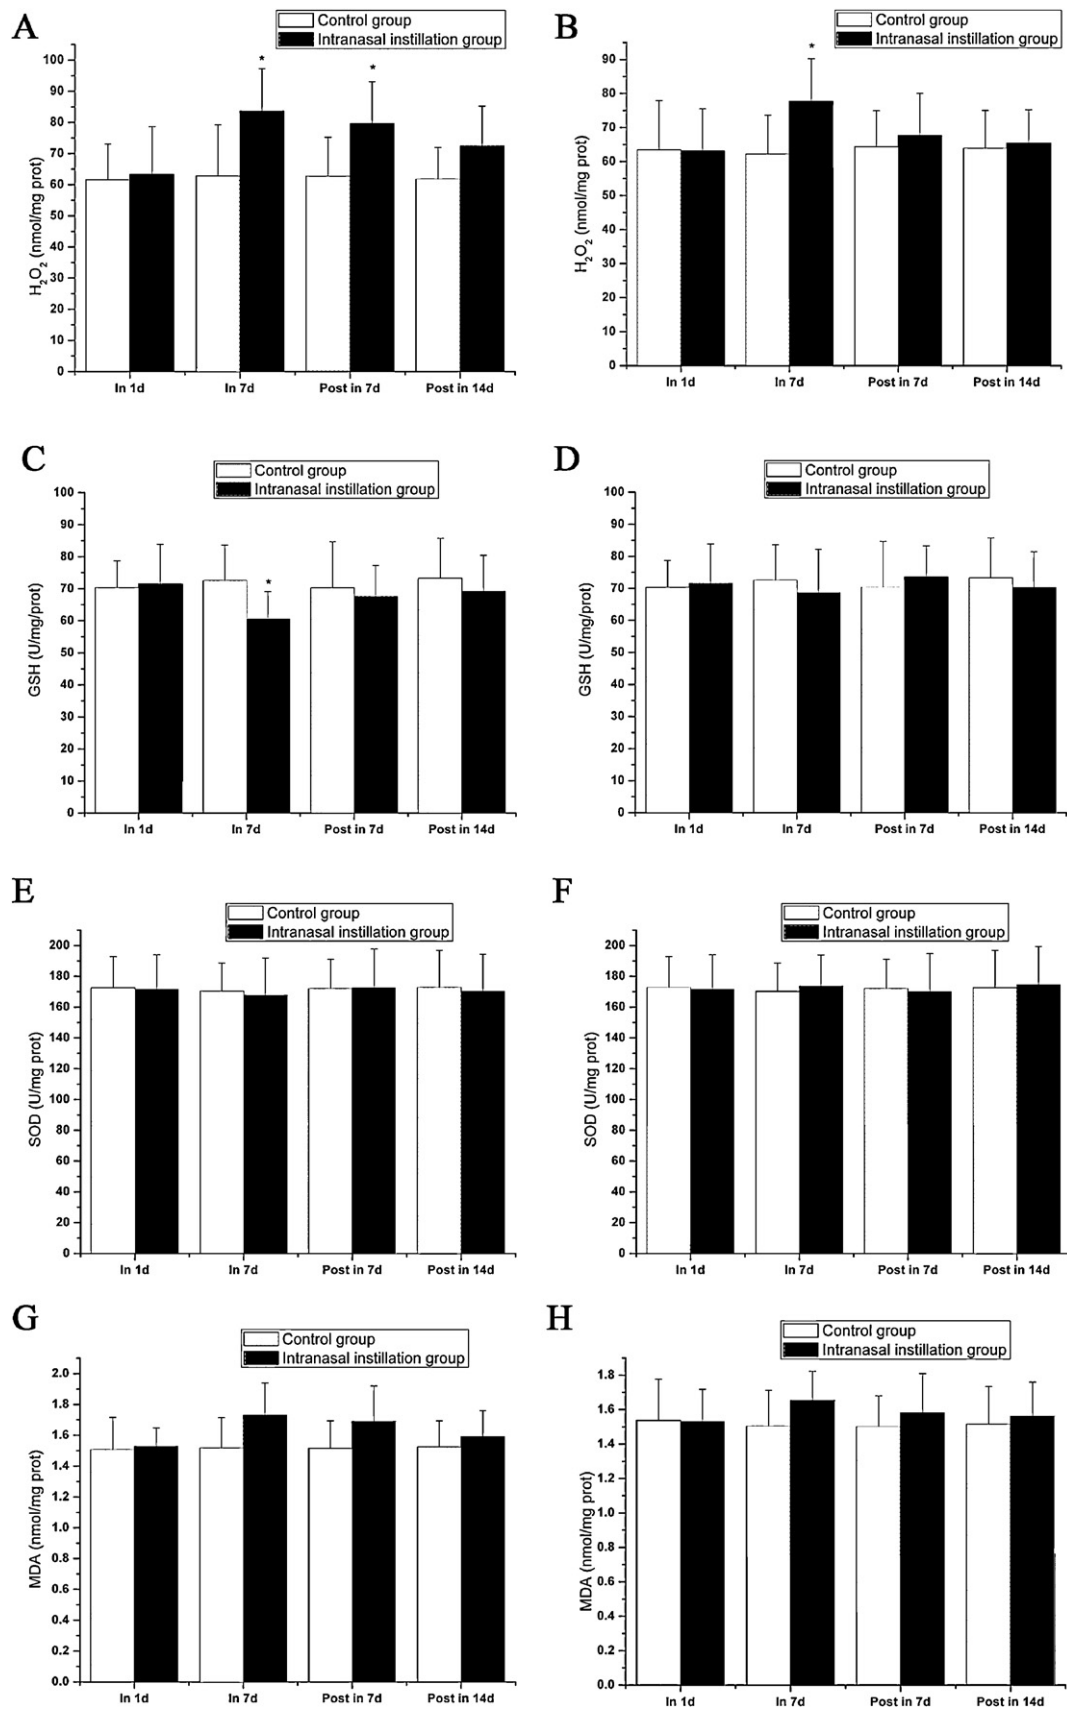 A
Control group
Intranasal instillation group
100
90
80
70
60
50
40
30
20
10
0
H2O2 (nmol/mg prot)
*
*
In 1d
In 7d
Post in 7d
Post in 14d
B
Control group
Intranasal instillation group
90
80
70
60
50
40
30
20
10
0
H2O2 (nmol/mg prot)
*
In 1d
In 7d
Post in 7d
Post in 14d
C
Control group
Intranasal instillation group
100
90
80
70
60
50
40
30
20
10
0
GSH (U/mg/prot)
*
In 1d
In 7d
Post in 7d
Post in 14d
D
Control group
Intranasal instillation group
100
90
80
70
60
50
40
30
20
10
0
GSH (U/mg/prot)
In 1d
In 7d
Post in 7d
Post in 14d
E
Control group
Intranasal instillation group
200
180
160
140
120
100
80
60
40
20
0
SOD (U/mg prot)
In 1d
In 7d
Post in 7d
Post in 14d
F
Control group
Intranasal instillation group
200
180
160
140
120
100
80
60
40
20
0
SOD (U/mg prot)
In 1d
In 7d
Post in 7d
Post in 14d
G
Control group
Intranasal instillation group
2.0
1.8
1.6
1.4
1.2
1.0
0.8
0.6
0.4
0.2
0.0
MDA (nmol/mg prot)
In 1d
In 7d
Post in 7d
Post in 14d
H
Control group
Intranasal instillation group
1.8
1.6
1.4
1.2
1.0
0.8
0.6
0.4
0.2
0.0
MDA (nmol/mg prot)
In 1d
In 7d
Post in 7d
Post in 14d